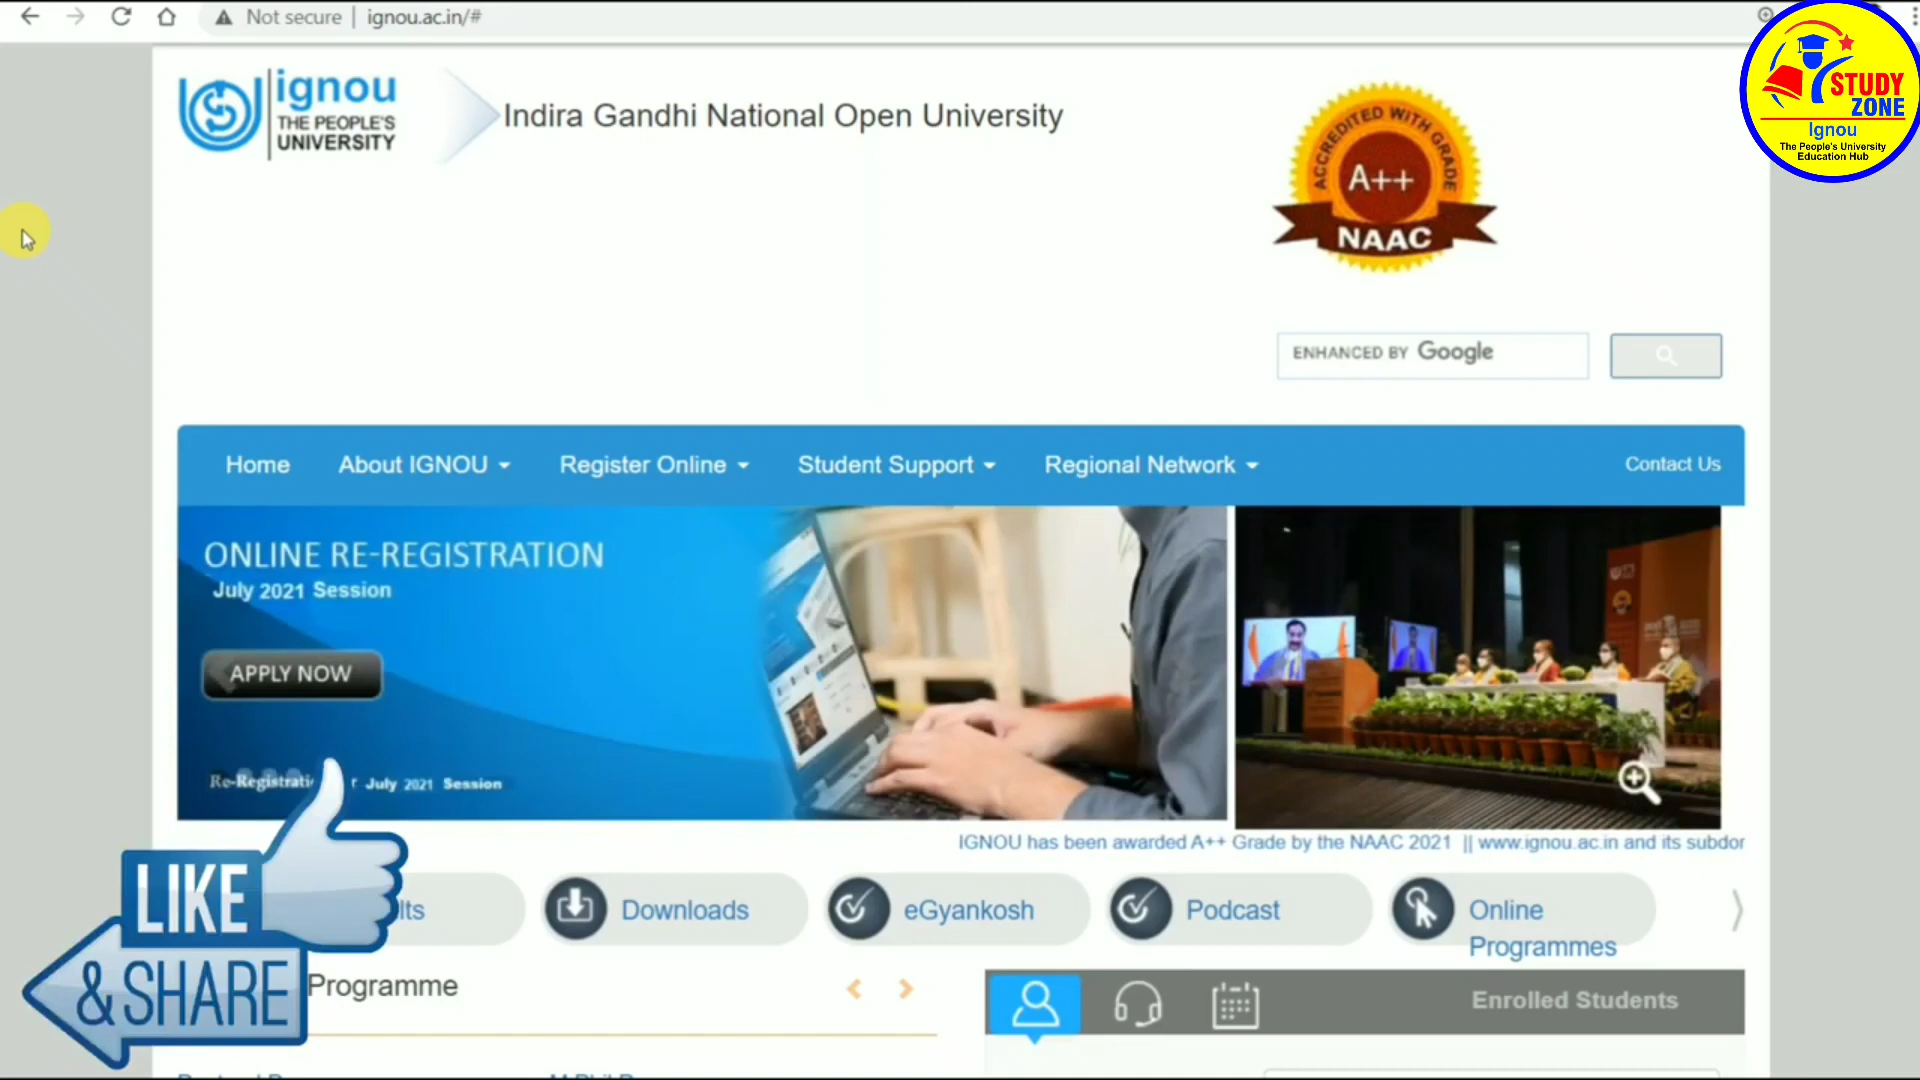 Not secure | ignou.ac.in/#
STUDY
ZONE
Ignou
The People's University
Education Hub
ignou
THE PEOPLE'S
UNIVERSITY
Indira Gandhi National Open University
ACCREDITED WITH GRADE
A++
NAAC
ENHANCED BY Google
Home
About IGNOU
Register Online
Student Support
Regional Network
Contact Us
ONLINE RE-REGISTRATION
July 2021 Session
APPLY NOW
July 2021 Session
IGNOU has been awarded A++ Grade by the NAAC 2021 || www.ignou.ac.in and its subdor
LIKE
&SHARE
lts
Downloads
eGyankosh
Podcast
Online
Programmes
Programme
Enrolled Students